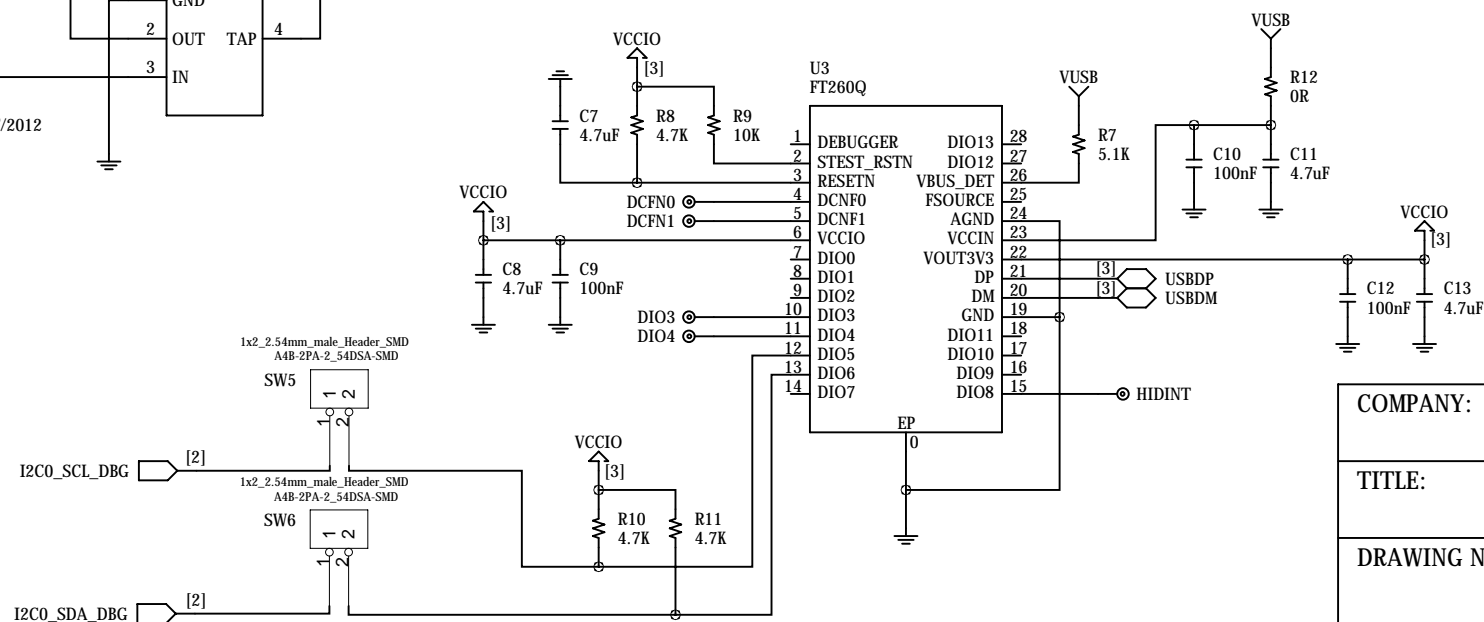 GND
2 OUT TAP 4
3 IN
/2012
VCCIO
[3]
C7
4.7uF
R8
4.7K
R9
10K
U3
FT260Q
VUSB
R7
5.1K
VUSB
R12
0R
C10
100nF
C11
4.7uF
1 DEBUGGER DIO13 28
2 STEST_RSTN DIO12 27
3 RESETN VBUS_DET 26
4 DCNF0 FSOURCE 25
5 DCNF1 AGND 24
6 VCCIO VCCIN 23
7 DIO0 VOUT3V3 22
8 DIO1 DP 21
9 DIO2 DM 20
10 DIO3 GND 19
11 DIO4 DIO11 18
12 DIO5 DIO10 17
13 DIO6 DIO9 16
14 DIO7 DIO8 15
EP
0
DCFN0
DCFN1
VCCIO
[3]
C8
4.7uF
C9
100nF
DIO3
DIO4
[3] USBDP
[3] USBDM
HIDINT
VCCIO
[3]
C12
100nF
C13
4.7uF
1x2_2.54mm_male_Header_SMD
A4B-2PA-2_54DSA-SMD
SW5
1 2
1 2
I2C0_SCL_DBG [2]
1x2_2.54mm_male_Header_SMD
A4B-2PA-2_54DSA-SMD
SW6
1 2
1 2
I2C0_SDA_DBG [2]
VCCIO
[3]
R10
4.7K
R11
4.7K
COMPANY:
TITLE:
DRAWING N